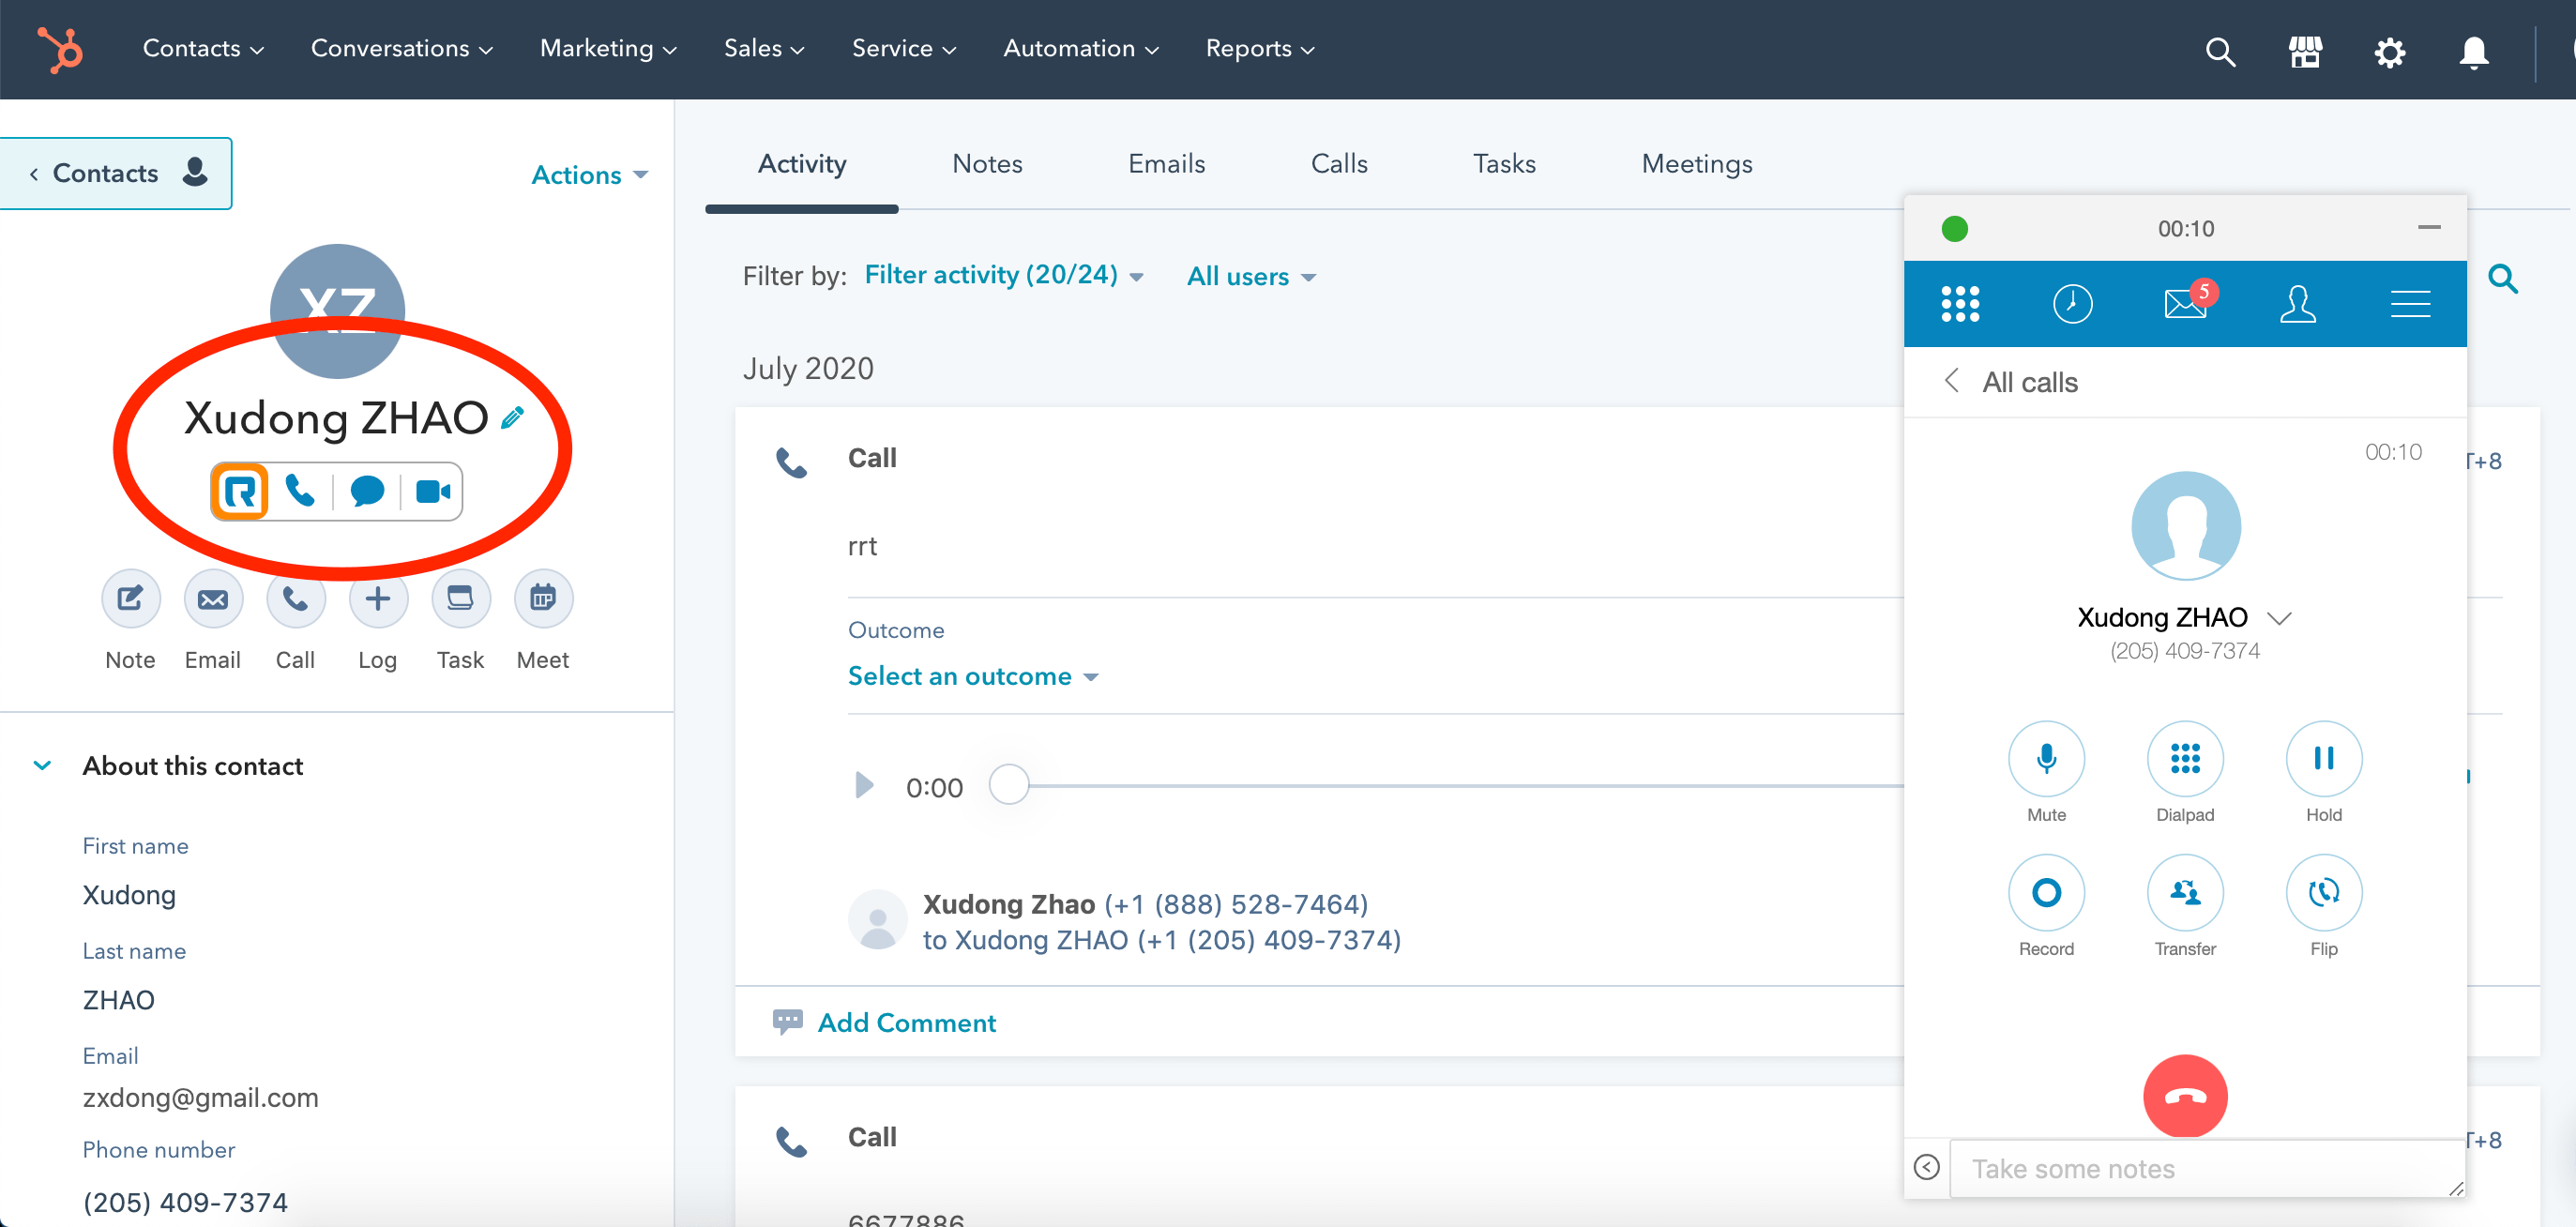 Contacts Conversations Marketing Sales Service Automation Reports
Contacts
Actions
XZ
Xudong ZHAO
Note Email Call Log Task Meet
About this contact
First name
Xudong
Last name
ZHAO
Email
zxdong@gmail.com
Phone number
(205) 409-7374
Activity Notes Emails Calls Tasks Meetings
Filter by: Filter activity (20/24) All users
July 2020
Call
T+8
rrt
Outcome
Select an outcome
0:00
Xudong Zhao (+1 (888) 528-7464)
to Xudong ZHAO (+1 (205) 409-7374)
Add Comment
Call
T+8
6677886
00:10
5
All calls
00:10
Xudong ZHAO
(205) 409-7374
Mute Dialpad Hold
Record Transfer Flip
Take some notes